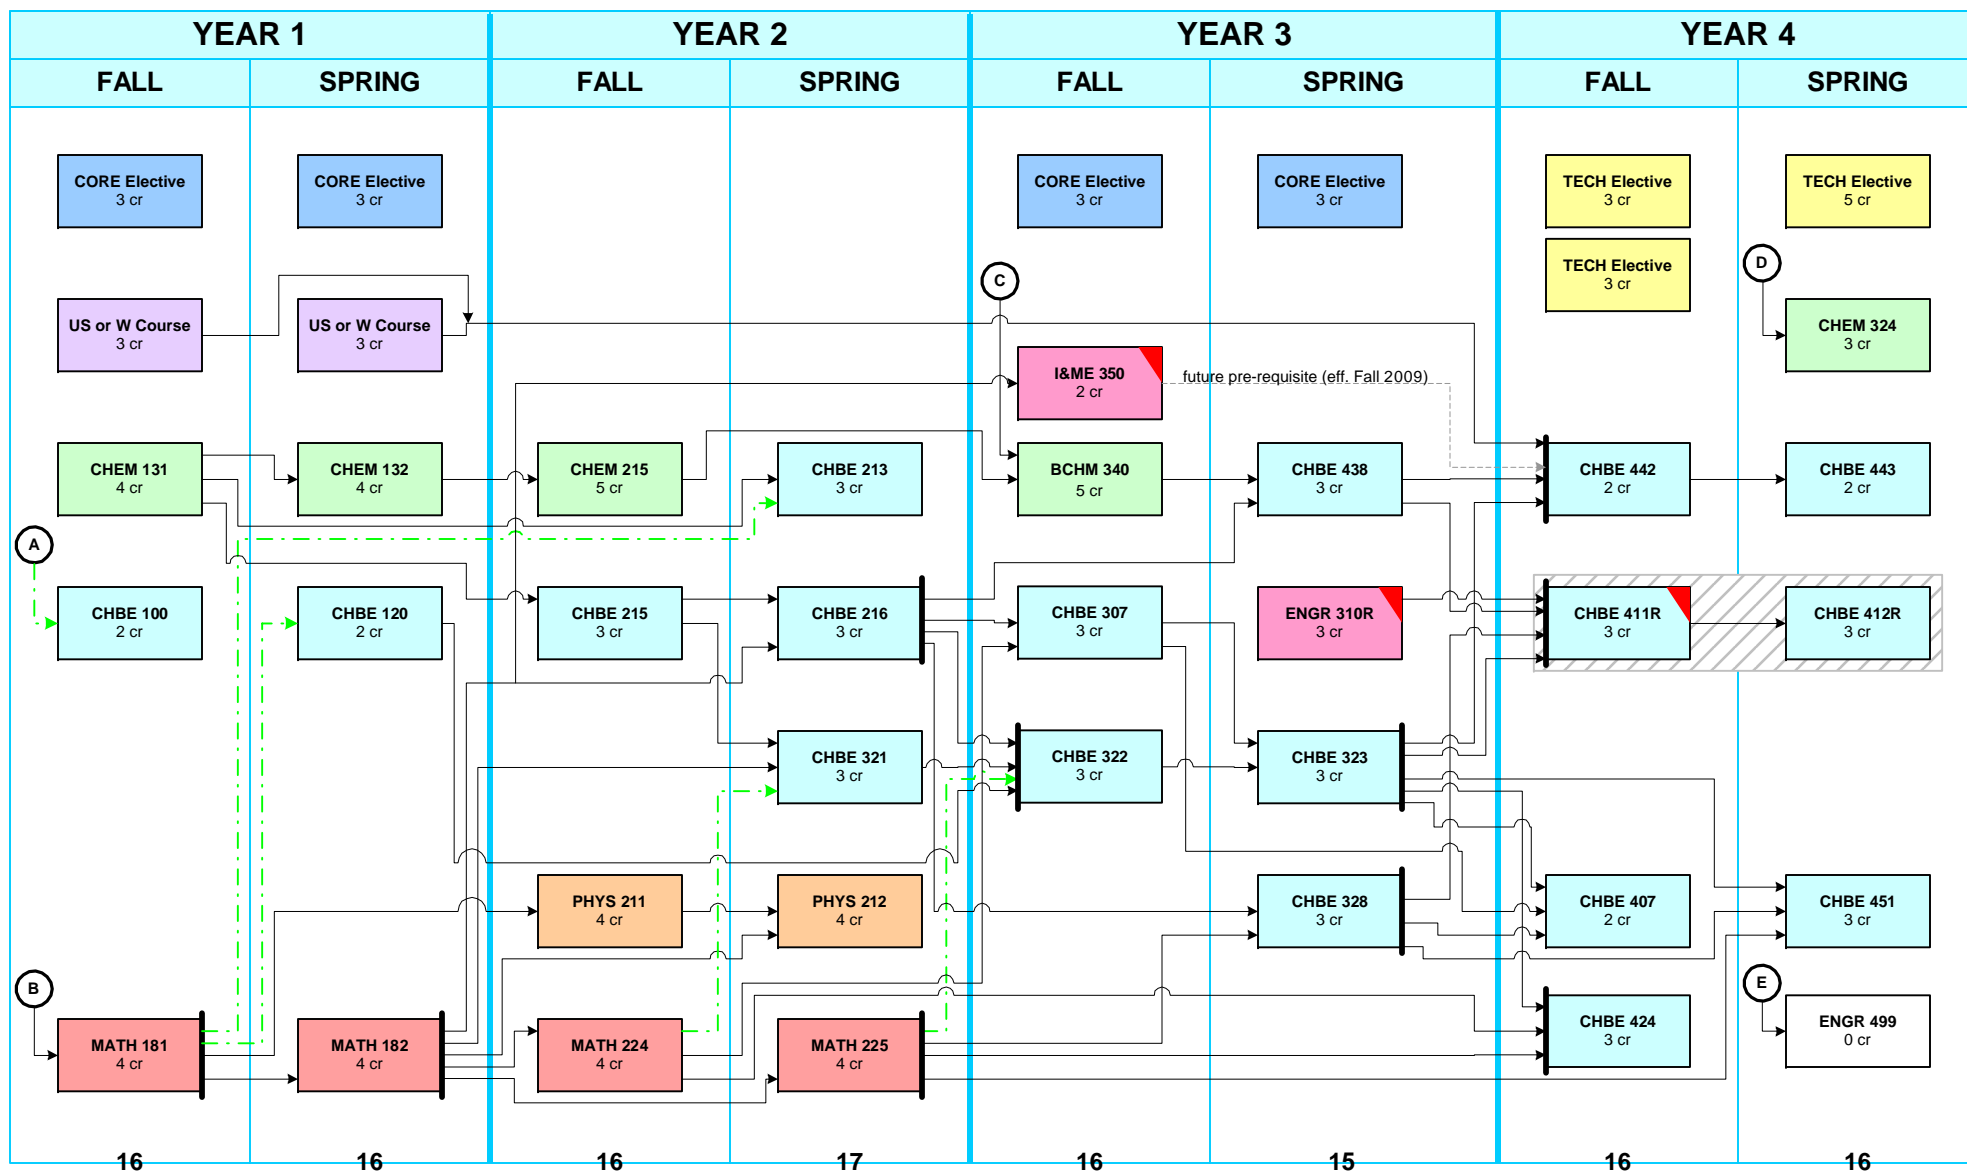 YEAR 1
YEAR 2
YEAR 3
YEAR 4
FALL
SPRING
FALL
SPRING
FALL
SPRING
FALL
SPRING
CORE Elective
3 cr
CORE Elective
3 cr
CORE Elective
3 cr
CORE Elective
3 cr
TECH Elective
3 cr
TECH Elective
5 cr
TECH Elective
3 cr
C
D
US or W Course
3 cr
US or W Course
3 cr
CHEM 324
3 cr
I&ME 350
2 cr
future pre-requisite (eff. Fall 2009)
CHEM 131
4 cr
CHEM 132
4 cr
CHEM 215
5 cr
CHBE 213
3 cr
BCHM 340
5 cr
CHBE 438
3 cr
CHBE 442
2 cr
CHBE 443
2 cr
A
CHBE 100
2 cr
CHBE 120
2 cr
CHBE 215
3 cr
CHBE 216
3 cr
CHBE 307
3 cr
ENGR 310R
3 cr
CHBE 411R
3 cr
CHBE 412R
3 cr
CHBE 321
3 cr
CHBE 322
3 cr
CHBE 323
3 cr
PHYS 211
4 cr
PHYS 212
4 cr
CHBE 328
3 cr
CHBE 407
2 cr
CHBE 451
3 cr
B
E
MATH 181
4 cr
MATH 182
4 cr
MATH 224
4 cr
MATH 225
4 cr
CHBE 424
3 cr
ENGR 499
0 cr
16
16
16
17
16
15
16
16